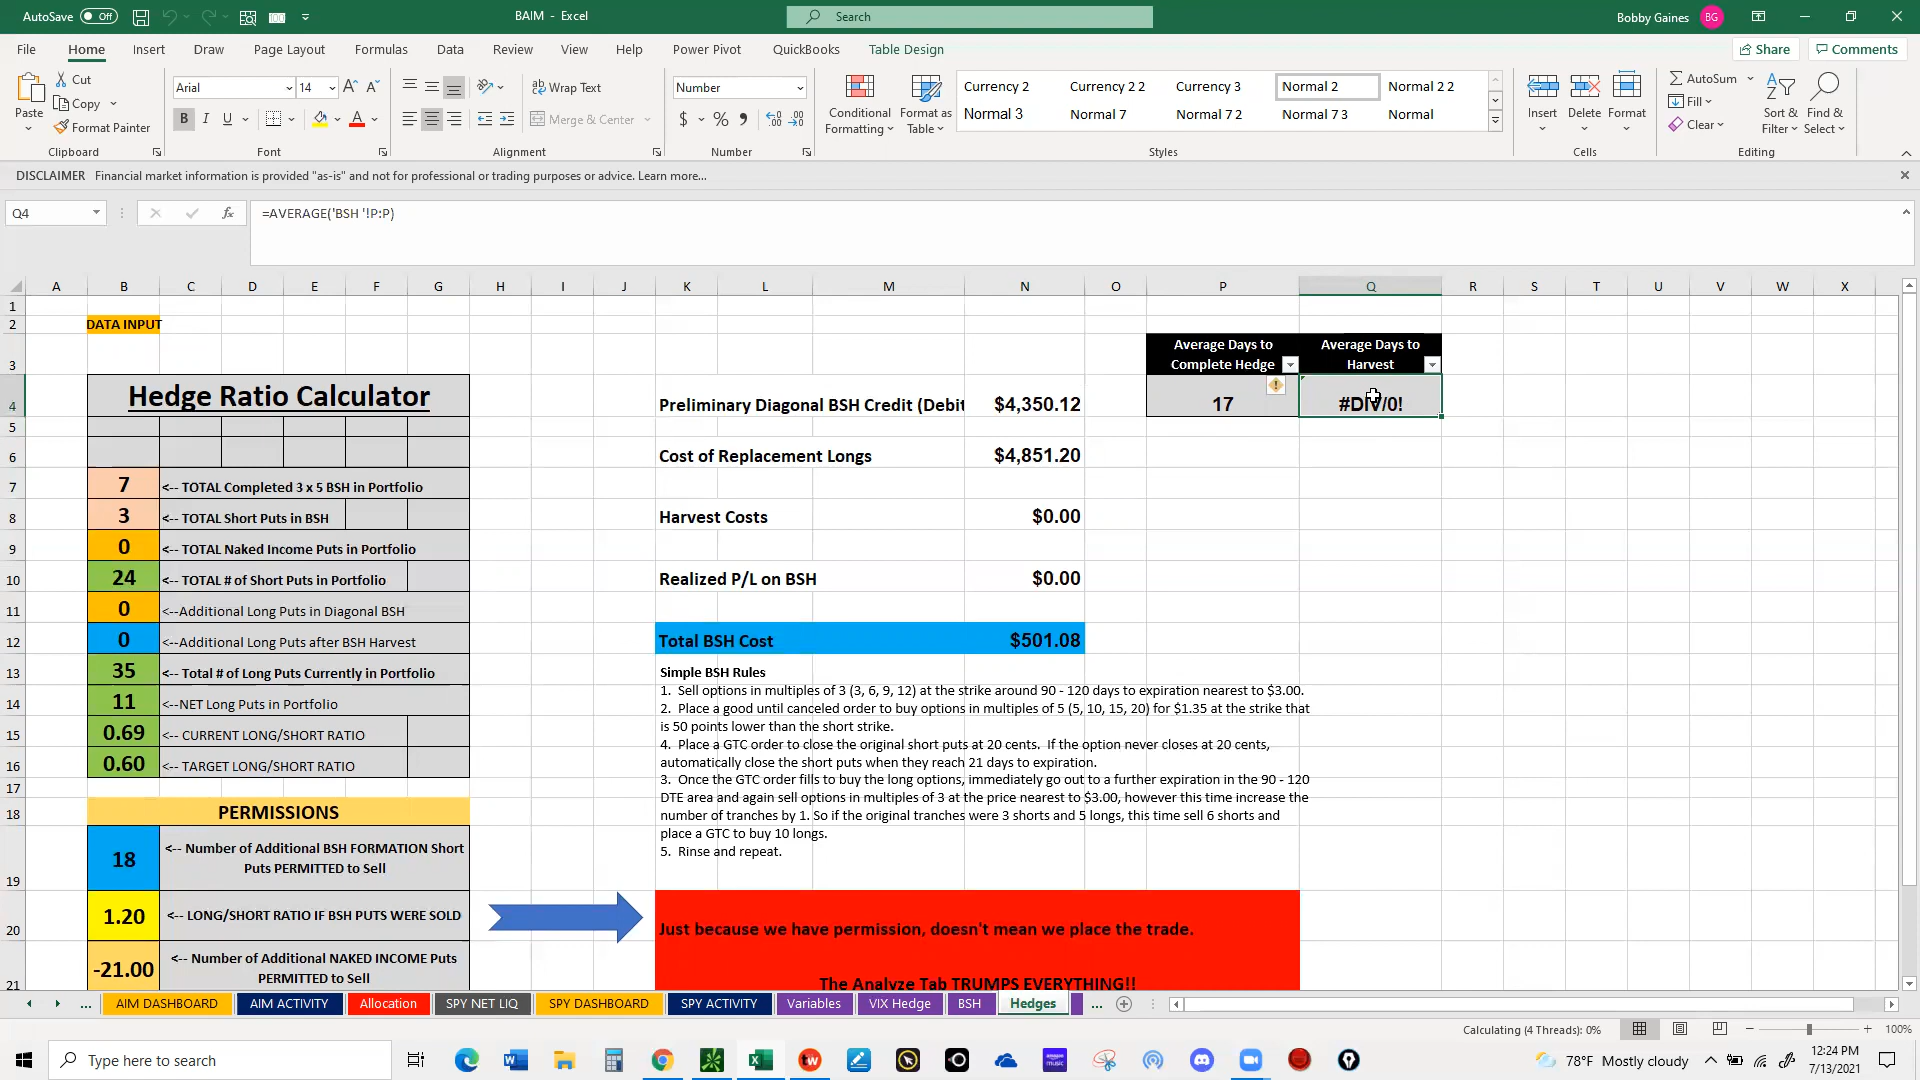 AutoSave Off BAIM - Excel Search Bobby Gaines BG
File Home Insert Draw Page Layout Formulas Data Review View Help Power Pivot QuickBooks Table Design Share Comments
Paste Cut
Copy
Format Painter
Clipboard
Arial 14
B I U A
Font
Wrap Text
Merge & Center
Alignment
Number
$ % 9
Number
Conditional Formatting
Format as Table
Currency 2 Currency 2 2 Currency 3 Normal 2 Normal 2 2
Normal 3 Normal 7 Normal 7 2 Normal 7 3 Normal
Styles
Insert Delete Format
Cells
AutoSum
Fill
Clear
Sort & Filter
Find & Select
Editing
DISCLAIMER Financial market information is provided "as-is" and not for professional or trading purposes or advice. Learn more...
Q4 fx =AVERAGE('BSH '!P:P)
A B C D E F G H I J K L M N O P Q R S T U V W X
1
2 DATA INPUT
3 Average Days to Complete Hedge Average Days to Harvest
4 Hedge Ratio Calculator Preliminary Diagonal BSH Credit (Debit $4,350.12 17 #DIV/0!
5
6 Cost of Replacement Longs $4,851.20
7 7 <-- TOTAL Completed 3 x 5 BSH in Portfolio
8 3 <-- TOTAL Short Puts in BSH Harvest Costs $0.00
9 0 <-- TOTAL Naked Income Puts in Portfolio
10 24 <-- TOTAL # of Short Puts in Portfolio Realized P/L on BSH $0.00
11 0 <--Additional Long Puts in Diagonal BSH
12 0 <--Additional Long Puts after BSH Harvest Total BSH Cost $501.08
13 35 <-- Total # of Long Puts Currently in Portfolio
14 11 <--NET Long Puts in Portfolio
15 0.69 <-- CURRENT LONG/SHORT RATIO
16 0.60 <-- TARGET LONG/SHORT RATIO
17
Simple BSH Rules
1. Sell options in multiples of 3 (3, 6, 9, 12) at the strike around 90 - 120 days to expiration nearest to $3.00.
2. Place a good until canceled order to buy options in multiples of 5 (5, 10, 15, 20) for $1.35 at the strike that
is 50 points lower than the short strike.
4. Place a GTC order to close the original short puts at 20 cents. If the option never closes at 20 cents,
automatically close the short puts when they reach 21 days to expiration.
3. Once the GTC order fills to buy the long options, immediately go out to a further expiration in the 90 - 120
DTE area and again sell options in multiples of 3 at the price nearest to $3.00, however this time increase the
number of tranches by 1. So if the original tranches were 3 shorts and 5 longs, this time sell 6 shorts and
place a GTC to buy 10 longs.
5. Rinse and repeat.
18 PERMISSIONS
19 18 <-- Number of Additional BSH FORMATION Short
Puts PERMITTED to Sell
20 1.20 <-- LONG/SHORT RATIO IF BSH PUTS WERE SOLD
21 -21.00 <-- Number of Additional NAKED INCOME Puts
PERMITTED to Sell
Just because we have permission, doesn't mean we place the trade.
The Analyze Tab TRUMPS EVERYTHING!!
... AIM DASHBOARD AIM ACTIVITY Allocation SPY NET LIQ SPY DASHBOARD SPY ACTIVITY Variables VIX Hedge BSH Hedges ...
Calculating (4 Threads): 0% 100%
Type here to search 78°F Mostly cloudy 12:24 PM
7/13/2021